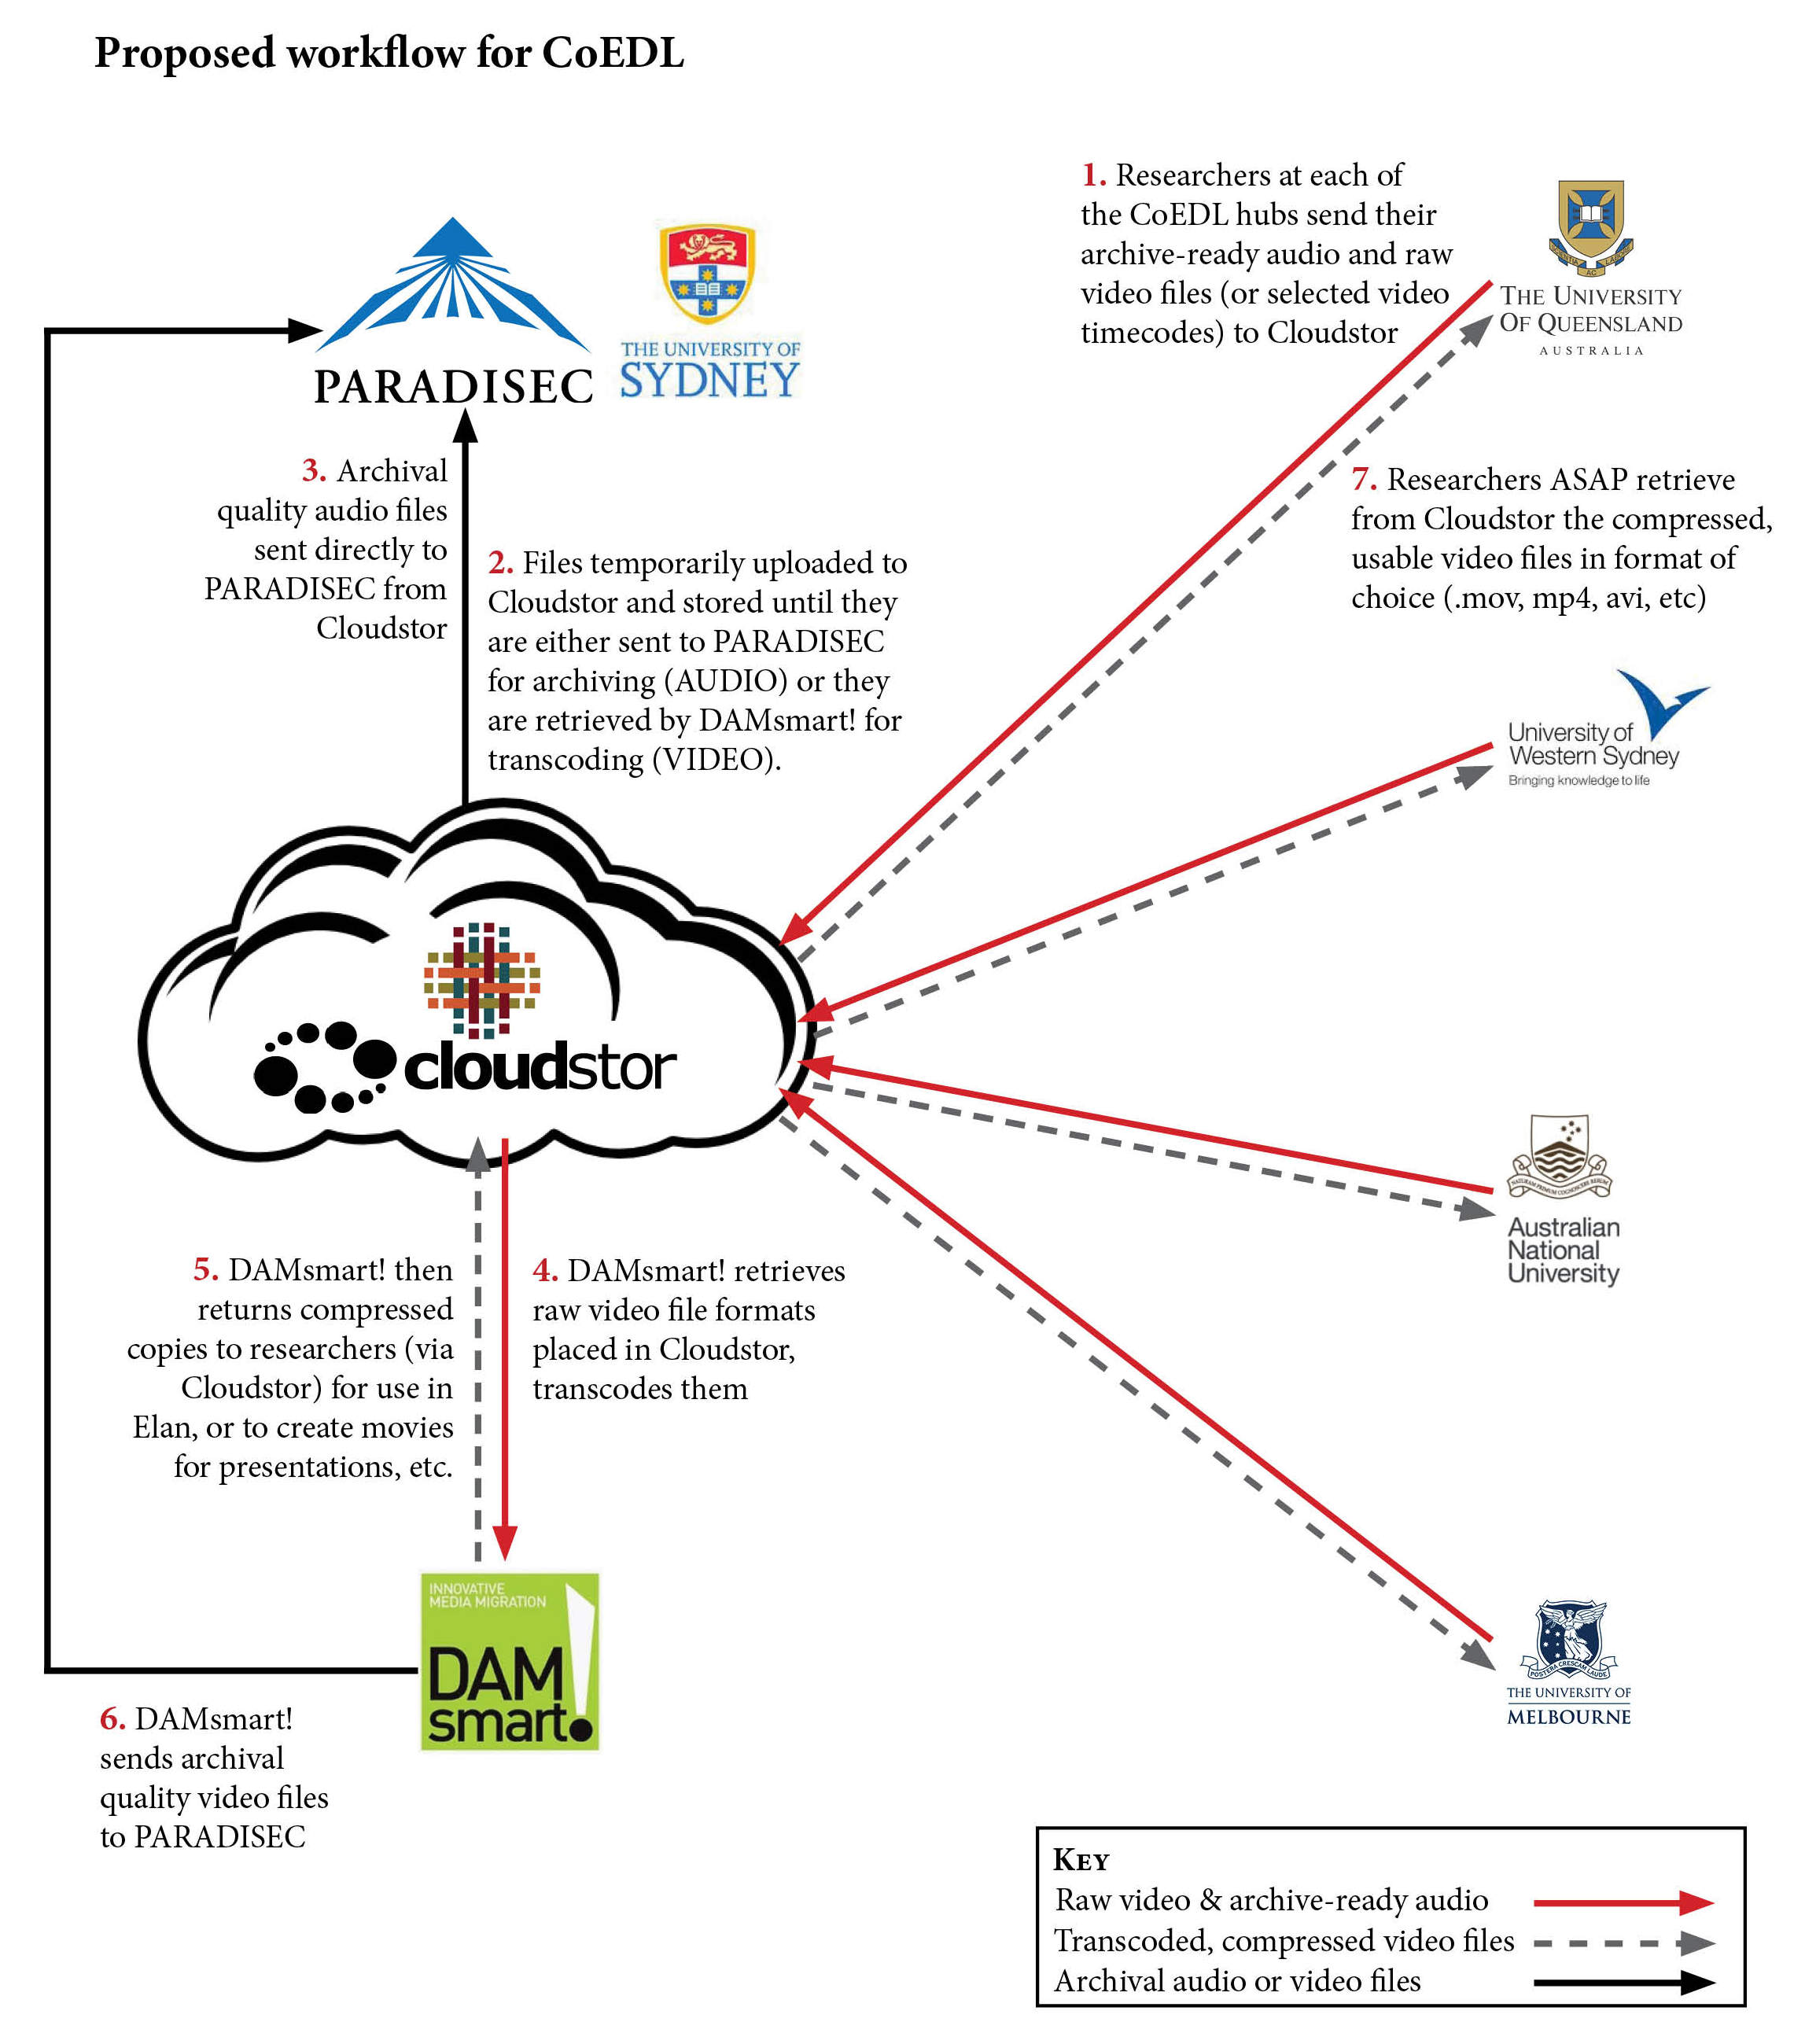 Proposed workflow for CoEDL
1. Researchers at each of
the CoEDL hubs send their
archive-ready audio and raw
video files (or selected video
timecodes) to Cloudstor
THE UNIVERSITY
OF QUEENSLAND
AUSTRALIA
PARADISEC
THE UNIVERSITY OF
SYDNEY
3. Archival
quality audio files
sent directly to
PARADISEC from
Cloudstor
2. Files temporarily uploaded to
Cloudstor and stored until they
are either sent to PARADISEC
for archiving (AUDIO) or they
are retrieved by DAMsmart! for
transcoding (VIDEO).
7. Researchers ASAP retrieve
from Cloudstor the compressed,
usable video files in format of
choice (.mov, mp4, avi, etc)
University of
Western Sydney
Bringing knowledge to life
cloudstor
NATURAM PRIMUM COGNOSCERE RERUM
Australian
National
University
5. DAMsmart! then
returns compressed
copies to researchers (via
Cloudstor) for use in
Elan, or to create movies
for presentations, etc.
4. DAMsmart! retrieves
raw video file formats
placed in Cloudstor,
transcodes them
INNOVATIVE
MEDIA MIGRATION
DAM
smart!
POSTERA CRESCAM LAUDE
THE UNIVERSITY OF
MELBOURNE
6. DAMsmart!
sends archival
quality video files
to PARADISEC
KEY
Raw video & archive-ready audio
Transcoded, compressed video files
Archival audio or video files